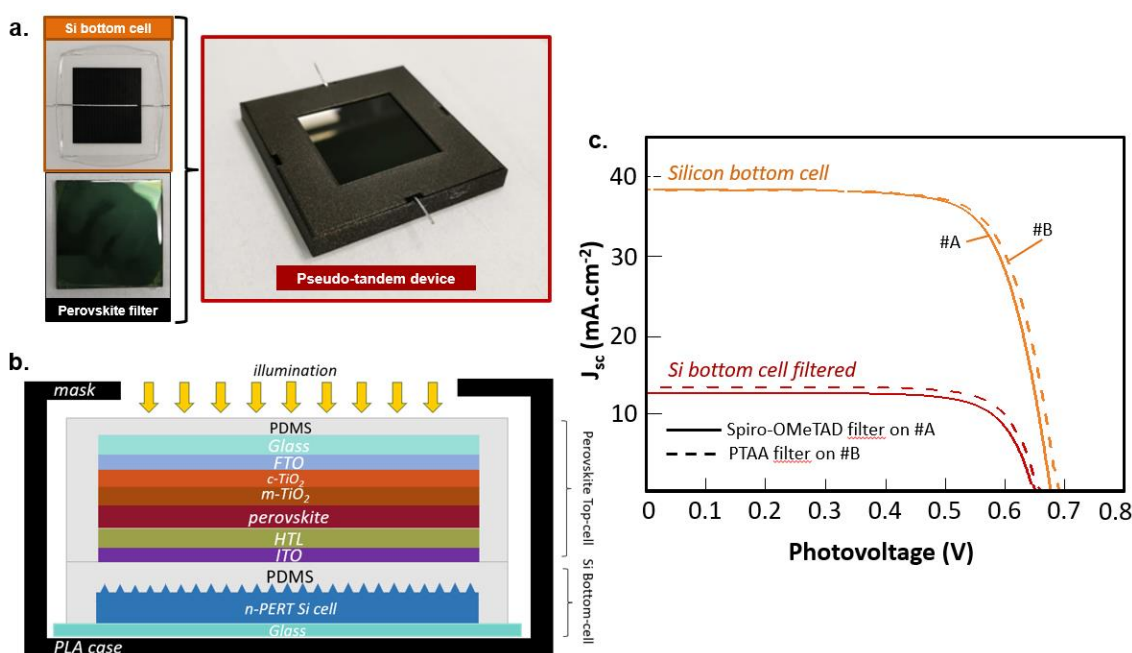 a.
Si bottom cell
Perovskite filter
Pseudo-tandem device
b.
illumination
mask
PDMS
Glass
FTO
c-TiO₂
m-TiO₂
perovskite
HTL
ITO
PDMS
n-PERT Si cell
Glass
PLA case
Perovskite Top-cell
Si Bottom-cell
c.
Silicon bottom cell
#A
#B
Si bottom cell filtered
Spiro-OMeTAD filter on #A
PTAA filter on #B
Jsc (mA.cm⁻²)
40
30
20
10
0 0.1 0.2 0.3 0.4 0.5 0.6 0.7 0.8
Photovoltage (V)